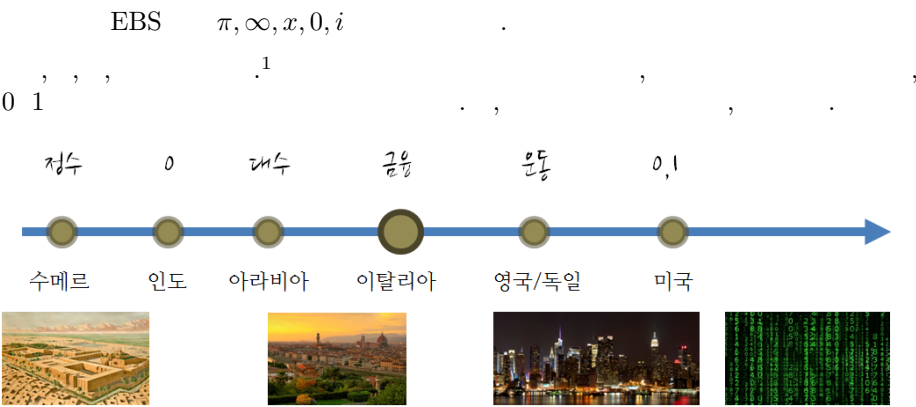 EBS π, ∞, x, 0, i .
, , , .¹ , ,
0 1 . , , .
정수 0 대수 금융 운동 0,1
수메르 인도 아라비아 이탈리아 영국/독일 미국